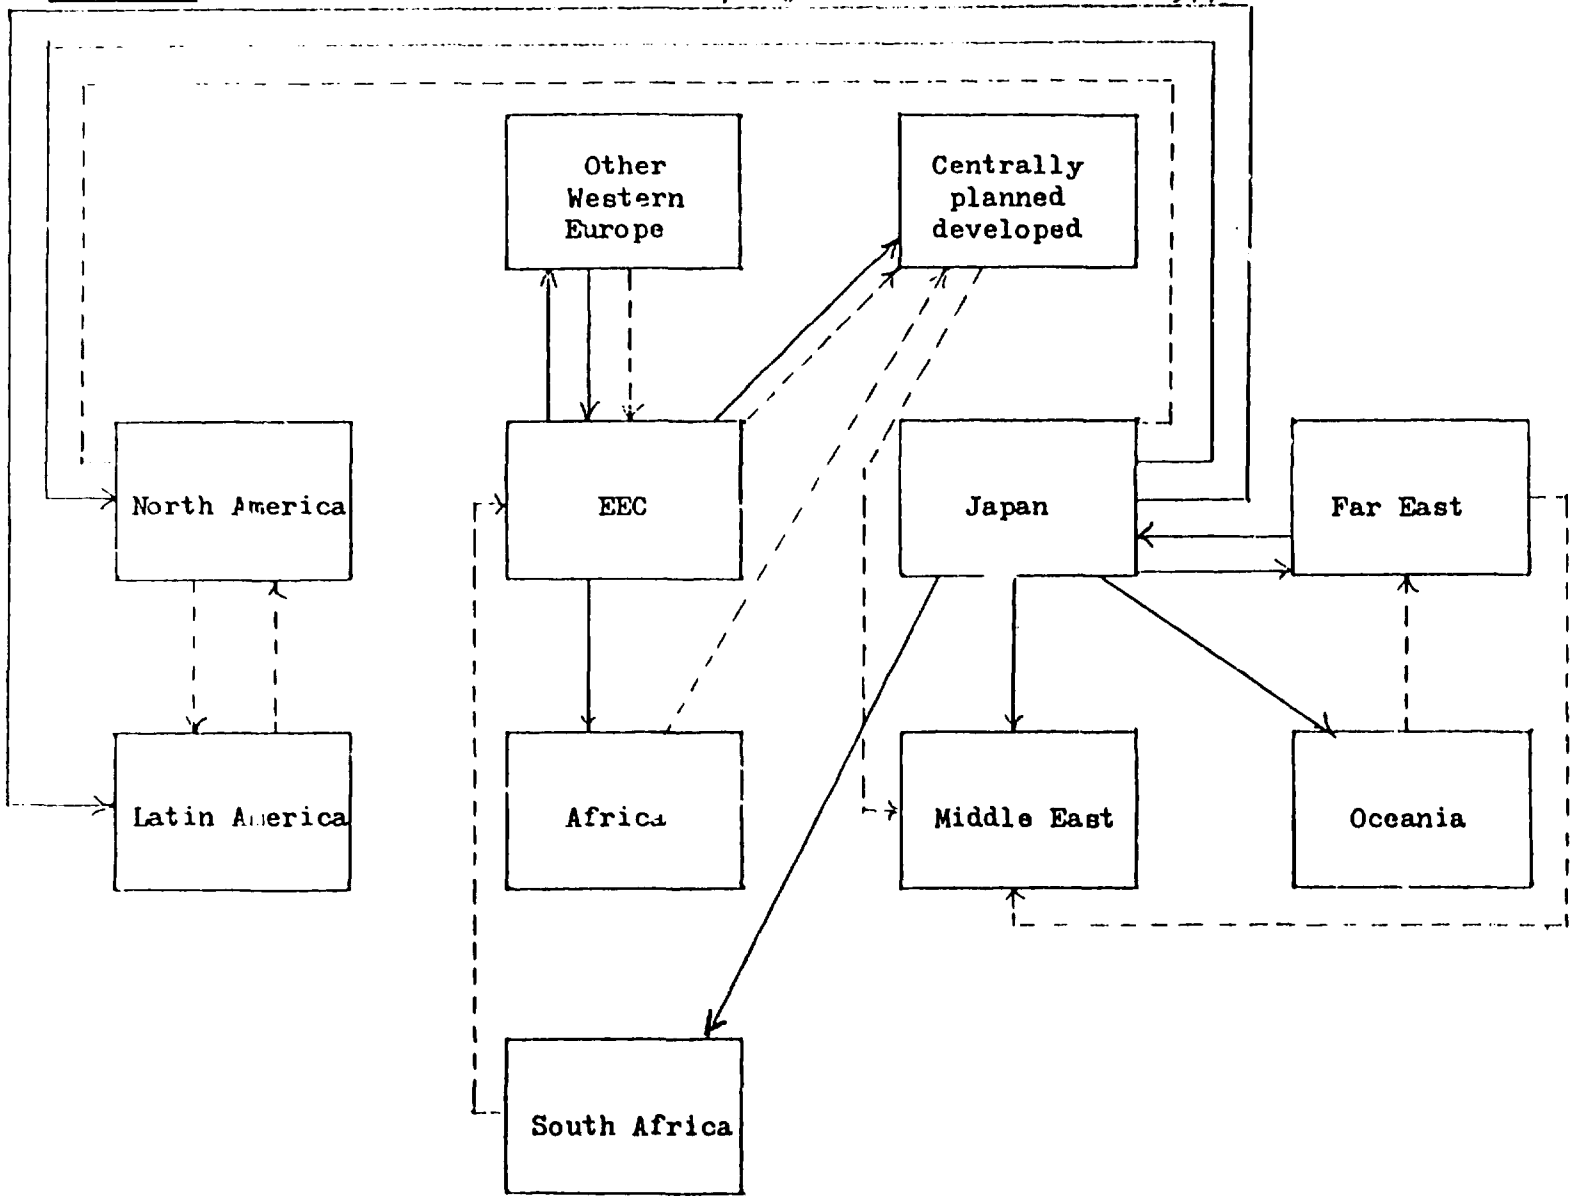 Other
Western
Europe
Centrally
planned
developed
North America
EEC
Japan
Far East
Latin America
Africa
Middle East
Oceania
South Africa